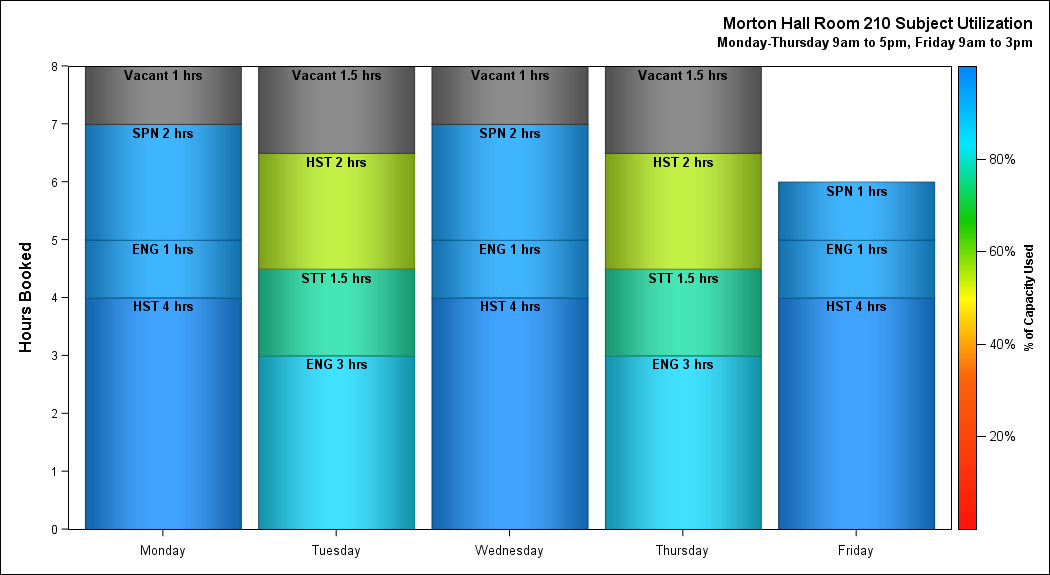 Morton Hall Room 210 Subject Utilization
Monday-Thursday 9am to 5pm, Friday 9am to 3pm
Hours Booked
8
7
6
5
4
3
2
1
0
Vacant 1 hrs
SPN 2 hrs
ENG 1 hrs
HST 4 hrs
Vacant 1.5 hrs
HST 2 hrs
STT 1.5 hrs
ENG 3 hrs
Vacant 1 hrs
SPN 2 hrs
ENG 1 hrs
HST 4 hrs
Vacant 1.5 hrs
HST 2 hrs
STT 1.5 hrs
ENG 3 hrs
SPN 1 hrs
ENG 1 hrs
HST 4 hrs
Monday
Tuesday
Wednesday
Thursday
Friday
80%
60%
40%
20%
% of Capacity Used